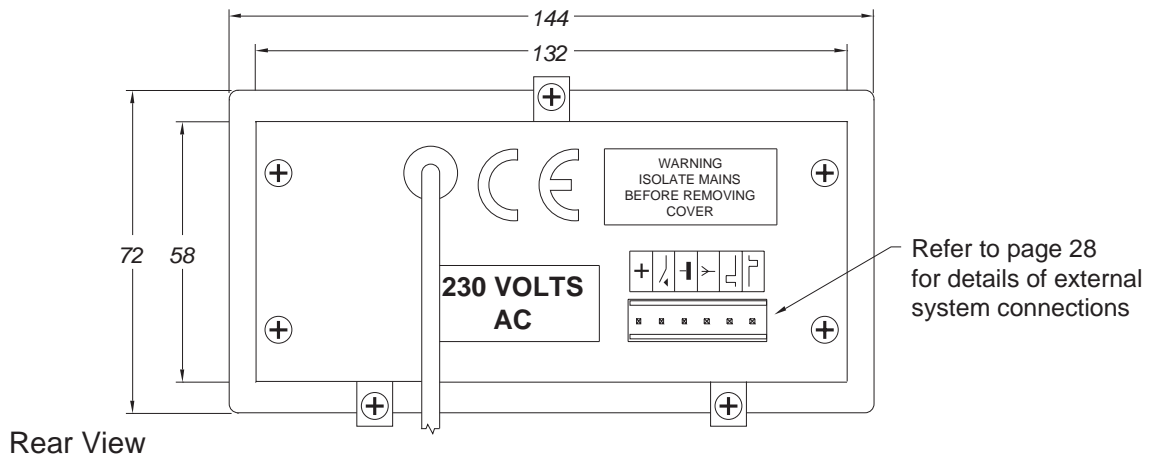 144
132
WARNING
ISOLATE MAINS
BEFORE REMOVING
COVER
72
58
230 VOLTS
AC
Refer to page 28
for details of external
system connections
Rear View